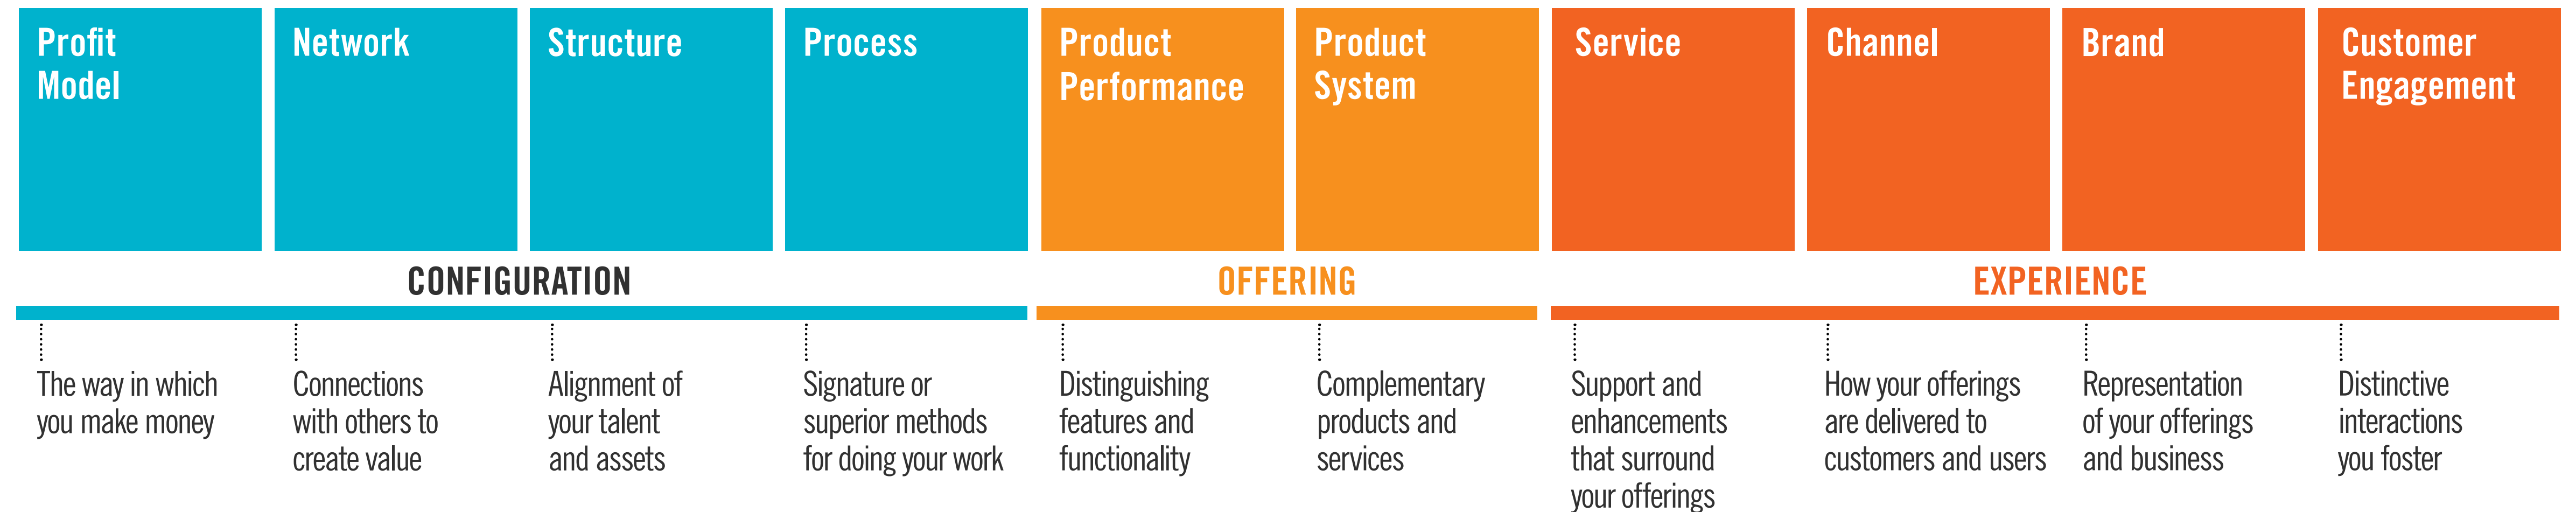 Profit
Model
Network
Structure
Process
Product
Performance
Product
System
Service
Channel
Brand
Customer
Engagement
CONFIGURATION
OFFERING
EXPERIENCE
The way in which
you make money
Connections
with others to
create value
Alignment of
your talent
and assets
Signature or
superior methods
for doing your work
Distinguishing
features and
functionality
Complementary
products and
services
Support and
enhancements
that surround
your offerings
How your offerings
are delivered to
customers and users
Representation
of your offerings
and business
Distinctive
interactions
you foster